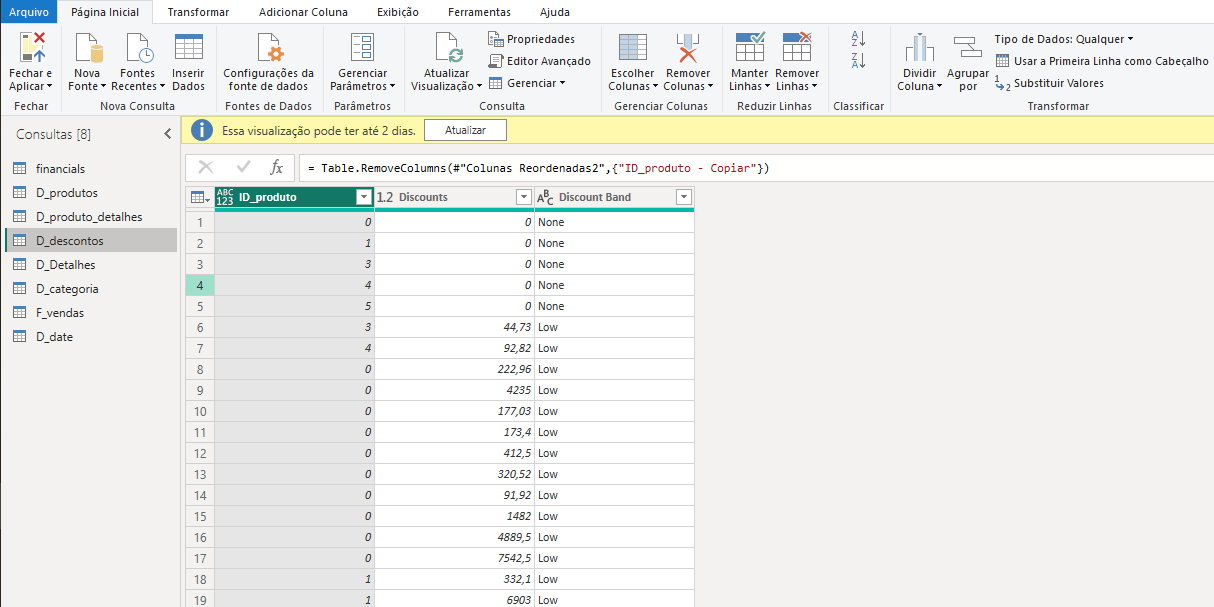 Arquivo Página Inicial Transformar Adicionar Coluna Exibição Ferramentas Ajuda
Fechar e Aplicar
Fechar
Nova Fonte
Fontes Recentes
Inserir Dados
Nova Consulta
Configurações da fonte de dados
Fontes de Dados
Gerenciar Parâmetros
Parâmetros
Atualizar Visualização
Propriedades
Editor Avançado
Gerenciar
Consulta
Escolher Colunas
Remover Colunas
Gerenciar Colunas
Manter Linhas
Remover Linhas
Reduzir Linhas
A Z
Z A
Classificar
Dividir Coluna
Agrupar por
Tipo de Dados: Qualquer
Usar a Primeira Linha como Cabeçalho
1 2 Substituir Valores
Transformar
Consultas [8]
financials
D_produtos
D_produto_detalhes
D_descontos
D_Detalhes
D_categoria
F_vendas
D_date
Essa visualização pode ter até 2 dias. Atualizar
fx = Table.RemoveColumns(#"Colunas Reordenadas2",{"ID_produto - Copiar"})
ABC 123 ID_produto 1.2 Discounts ABC Discount Band
1 0 0 None
2 1 0 None
3 3 0 None
4 4 0 None
5 5 0 None
6 3 44,73 Low
7 4 92,82 Low
8 0 222,96 Low
9 0 4235 Low
10 0 177,03 Low
11 0 173,4 Low
12 0 412,5 Low
13 0 320,52 Low
14 0 91,92 Low
15 0 1482 Low
16 0 4889,5 Low
17 0 7542,5 Low
18 1 332,1 Low
19 1 6903 Low